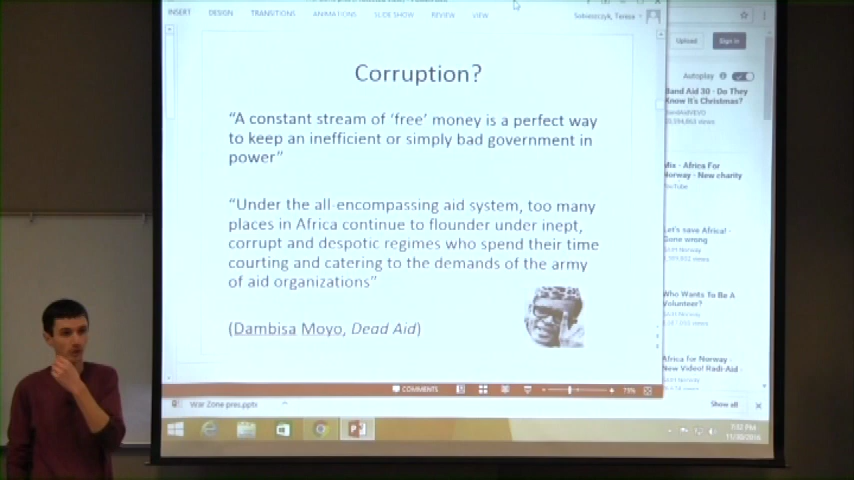 INSERT DESIGN TRANSITIONS ANIMATIONS SLIDE SHOW REVIEW VIEW
Upload Sign in
Autoplay
Band Aid 30 - Do They
Know It's Christmas?
Corruption?
“A constant stream of ‘free’ money is a perfect way
to keep an inefficient or simply bad government in
power”
“Under the all-encompassing aid system, too many
places in Africa continue to flounder under inept,
corrupt and despotic regimes who spend their time
courting and catering to the demands of the army
of aid organizations”
(Dambisa Moyo, Dead Aid)
Mix - Africa For
Norway - New charity
YouTube
Let's save Africa! -
Gone wrong
Who Wants To Be A
Volunteer?
Africa for Norway -
New Video! Radi-Aid
COMMENTS
73%
War Zone pres.pptx
Show all
7:32 PM
11/30/2016